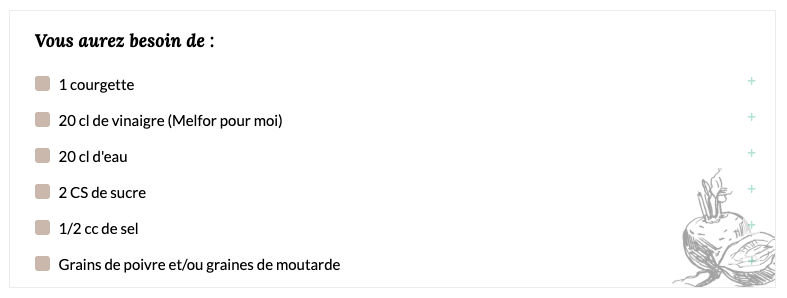 Vous aurez besoin de :
1 courgette
+
20 cl de vinaigre (Melfor pour moi)
+
20 cl d'eau
+
2 CS de sucre
+
1/2 cc de sel
+
Grains de poivre et/ou graines de moutarde
+